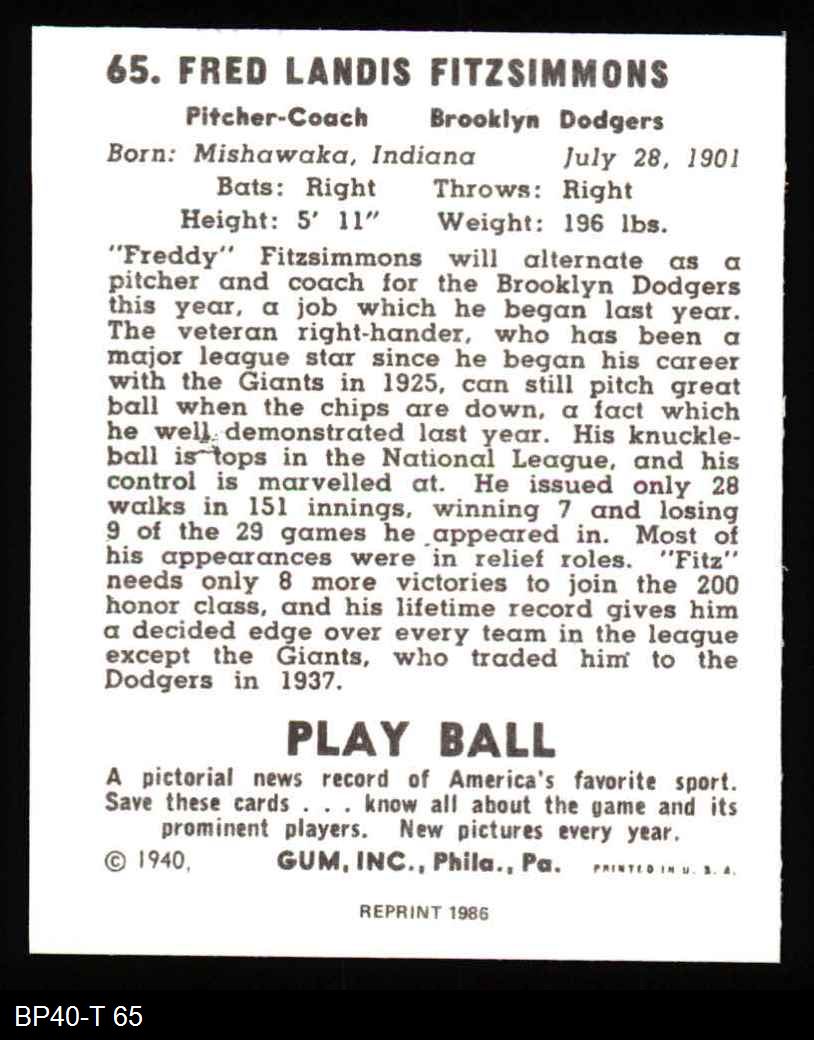 65. FRED LANDIS FITZSIMMONS
Pitcher-Coach Brooklyn Dodgers
Born: Mishawaka, Indiana July 28, 1901
Bats: Right Throws: Right
Height: 5' 11" Weight: 196 lbs.
"Freddy" Fitzsimmons will alternate as a
pitcher and coach for the Brooklyn Dodgers
this year, a job which he began last year.
The veteran right-hander, who has been a
major league star since he began his career
with the Giants in 1925, can still pitch great
ball when the chips are down, a fact which
he well demonstrated last year. His knuckle-
ball is tops in the National League, and his
control is marvelled at. He issued only 28
walks in 151 innings, winning 7 and losing
9 of the 29 games he appeared in. Most of
his appearances were in relief roles. "Fitz"
needs only 8 more victories to join the 200
honor class, and his lifetime record gives him
a decided edge over every team in the league
except the Giants, who traded him to the
Dodgers in 1937.
PLAY BALL
A pictorial news record of America's favorite sport.
Save these cards . . . know all about the game and its
prominent players. New pictures every year.
© 1940, GUM, INC., Phila., Pa. PRINTED IN U. S. A.
REPRINT 1986
BP40-T 65